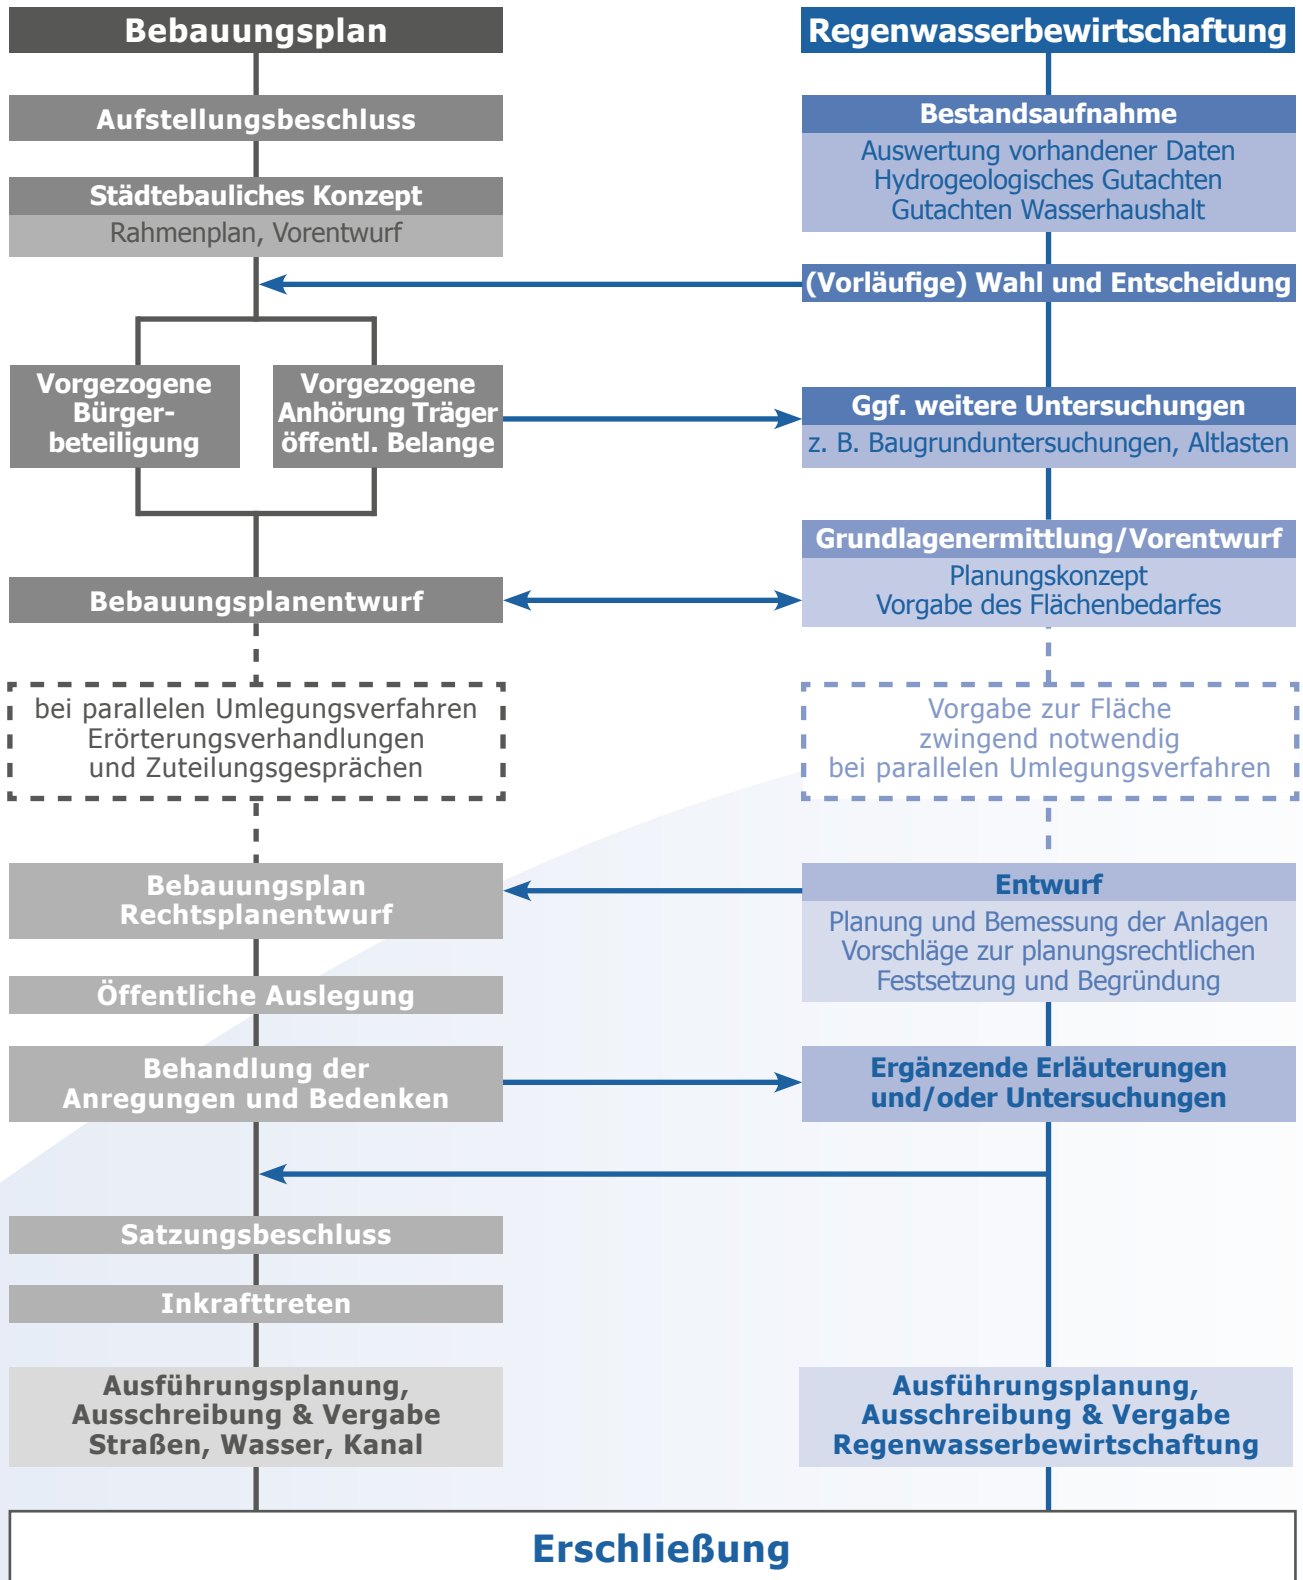 Bebauungsplan
Aufstellungsbeschluss
Städtebauliches Konzept
Rahmenplan, Vorentwurf
Vorgezogene
Bürger-
beteiligung
Vorgezogene
Anhörung Träger
öffentl. Belange
Bebauungsplanentwurf
bei parallelen Umlegungsverfahren
Erörterungsverhandlungen
und Zuteilungsgesprächen
Bebauungsplan
Rechtsplanentwurf
Öffentliche Auslegung
Behandlung der
Anregungen und Bedenken
Satzungsbeschluss
Inkrafttreten
Ausführungsplanung,
Ausschreibung & Vergabe
Straßen, Wasser, Kanal
Regenwasserbewirtschaftung
Bestandsaufnahme
Auswertung vorhandener Daten
Hydrogeologisches Gutachten
Gutachten Wasserhaushalt
(Vorläufige) Wahl und Entscheidung
Ggf. weitere Untersuchungen
z. B. Baugrunduntersuchungen, Altlasten
Grundlagenermittlung/Vorentwurf
Planungskonzept
Vorgabe des Flächenbedarfes
Vorgabe zur Fläche
zwingend notwendig
bei parallelen Umlegungsverfahren
Entwurf
Planung und Bemessung der Anlagen
Vorschläge zur planungsrechtlichen
Festsetzung und Begründung
Ergänzende Erläuterungen
und/oder Untersuchungen
Ausführungsplanung,
Ausschreibung & Vergabe
Regenwasserbewirtschaftung
Erschließung